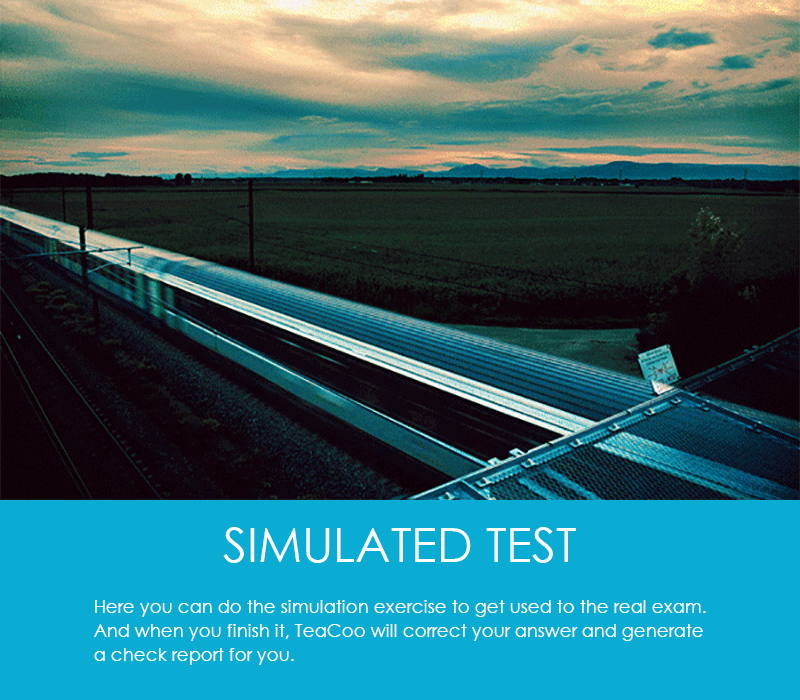 SIMULATED TEST
Here you can do the simulation exercise to get used to the real exam.
And when you finish it, TeaCoo will correct your answer and generate
a check report for you.